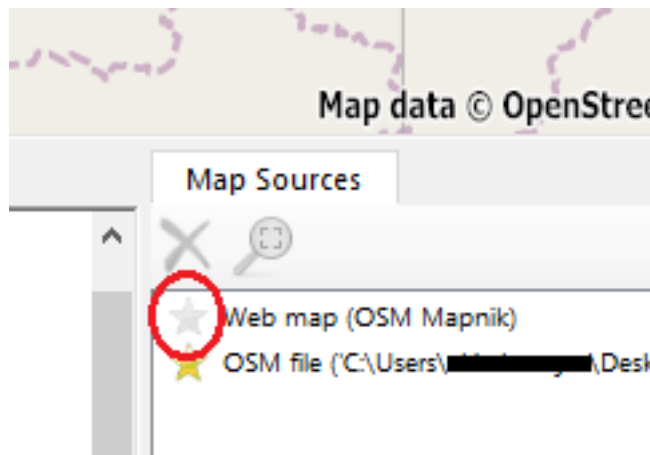 Map data © OpenStree
Map Sources
Web map (OSM Mapnik)
OSM file ('C:\Users\ \Desk